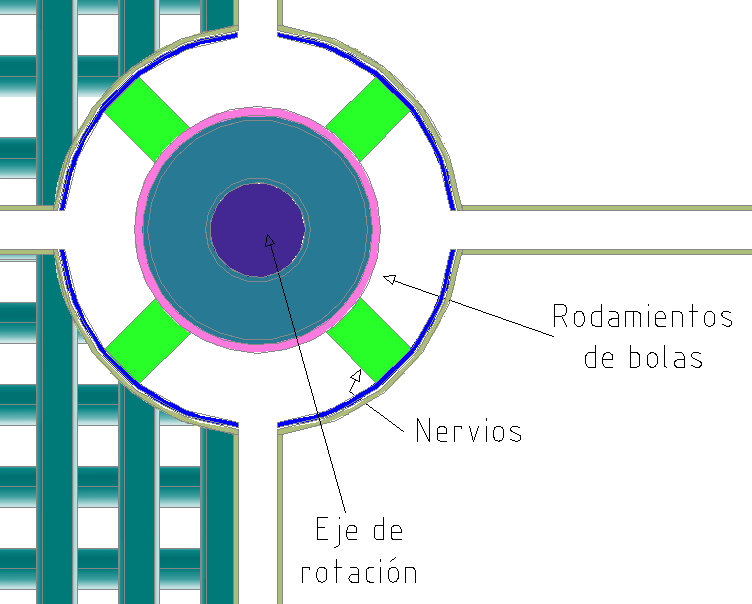 Rodamientos
de bolas
Nervios
Eje de
rotación